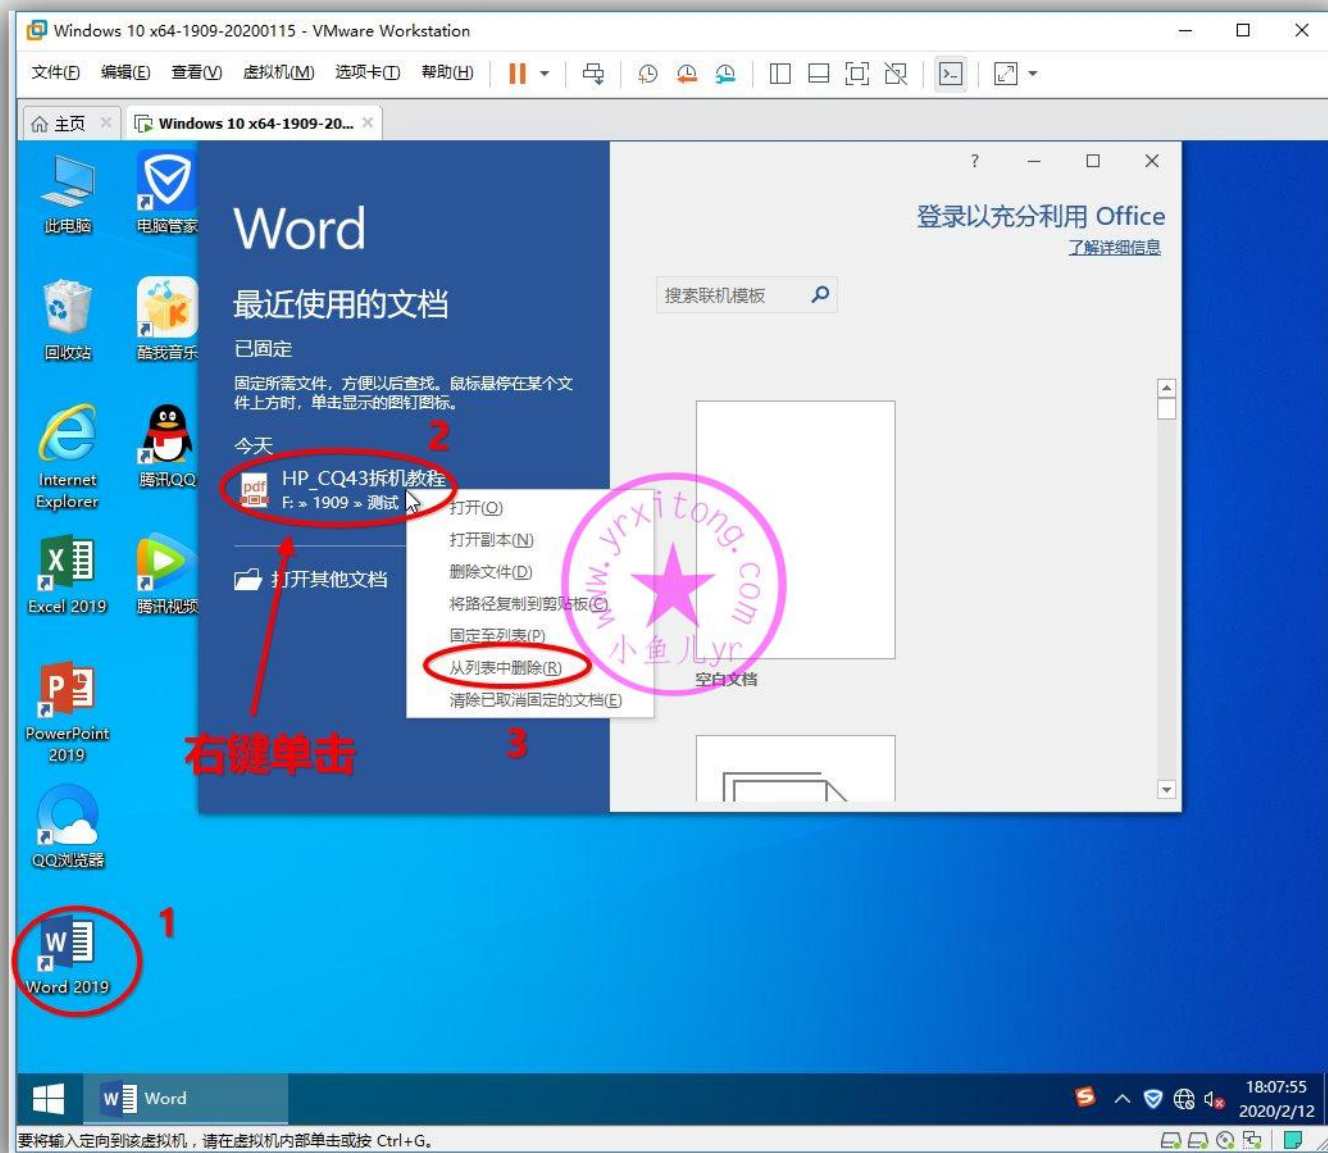 Windows 10 x64-1909-20200115 - VMware Workstation
文件(F) 编辑(E) 查看(V) 虚拟机(M) 选项卡(T) 帮助(H)
主页 Windows 10 x64-1909-20...
此电脑
电脑管家
回收站
酷我音乐
Internet Explorer
腾讯QQ
Excel 2019
腾讯视频
PowerPoint
2019
QQ浏览器
1
Word 2019
Word
最近使用的文档
已固定
固定所需文件，方便以后查找。鼠标悬停在某个文
件上方时，单击显示的图钉图标。
今天
2
pdf
HP_CQ43拆机教程
F: » 1909 » 测试
打开其他文档
右键单击
打开(O)
打开副本(N)
删除文件(D)
将路径复制到剪贴板(C)
固定至列表(P)
从列表中删除(R)
清除已取消固定的文档(E)
3
?
登录以充分利用 Office
了解详细信息
搜索联机模板
空白文档
www.yrxitong.com
小鱼儿yr
Word
18:07:55
2020/2/12
要将输入定向到该虚拟机，请在虚拟机内部单击或按 Ctrl+G。